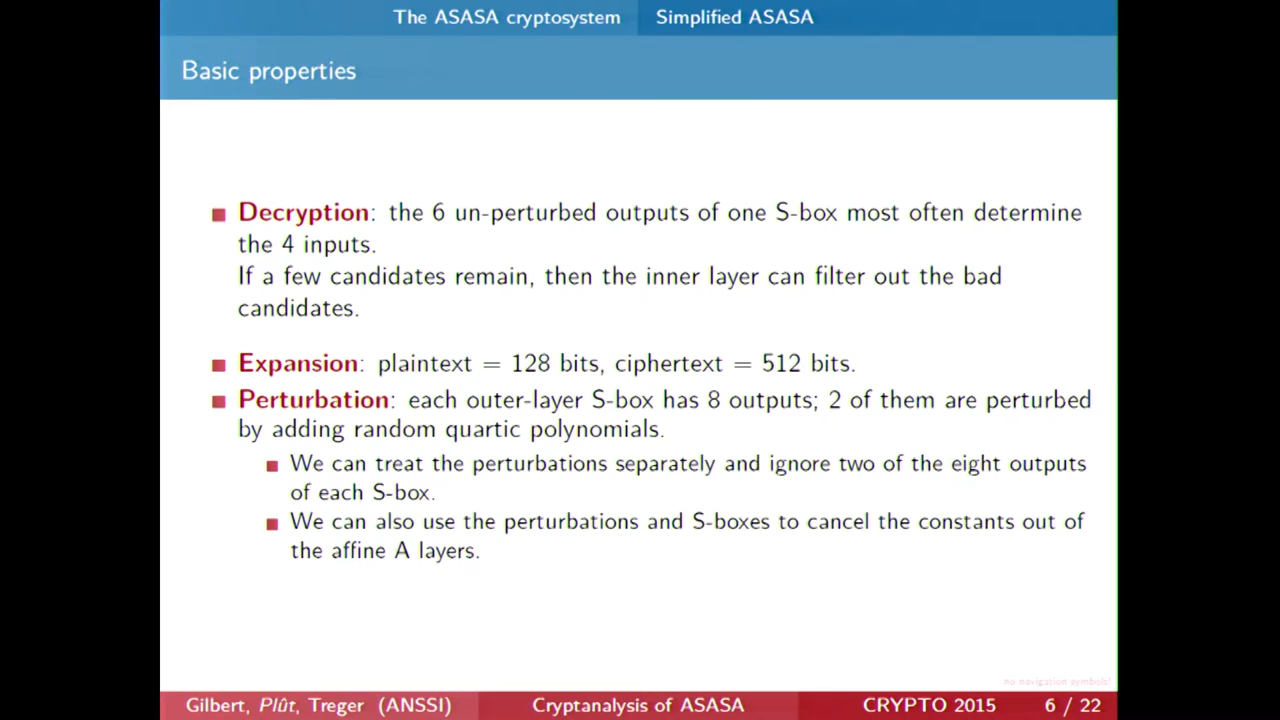 The ASASA cryptosystem Simplified ASASA
Basic properties
Decryption: the 6 un-perturbed outputs of one S-box most often determine
the 4 inputs.
If a few candidates remain, then the inner layer can filter out the bad
candidates.
Expansion: plaintext = 128 bits, ciphertext = 512 bits.
Perturbation: each outer-layer S-box has 8 outputs; 2 of them are perturbed
by adding random quartic polynomials.
We can treat the perturbations separately and ignore two of the eight outputs
of each S-box.
We can also use the perturbations and S-boxes to cancel the constants out of
the affine A layers.
no navigation symbols!
Gilbert, Plût, Treger (ANSSI) Cryptanalysis of ASASA CRYPTO 2015 6 / 22